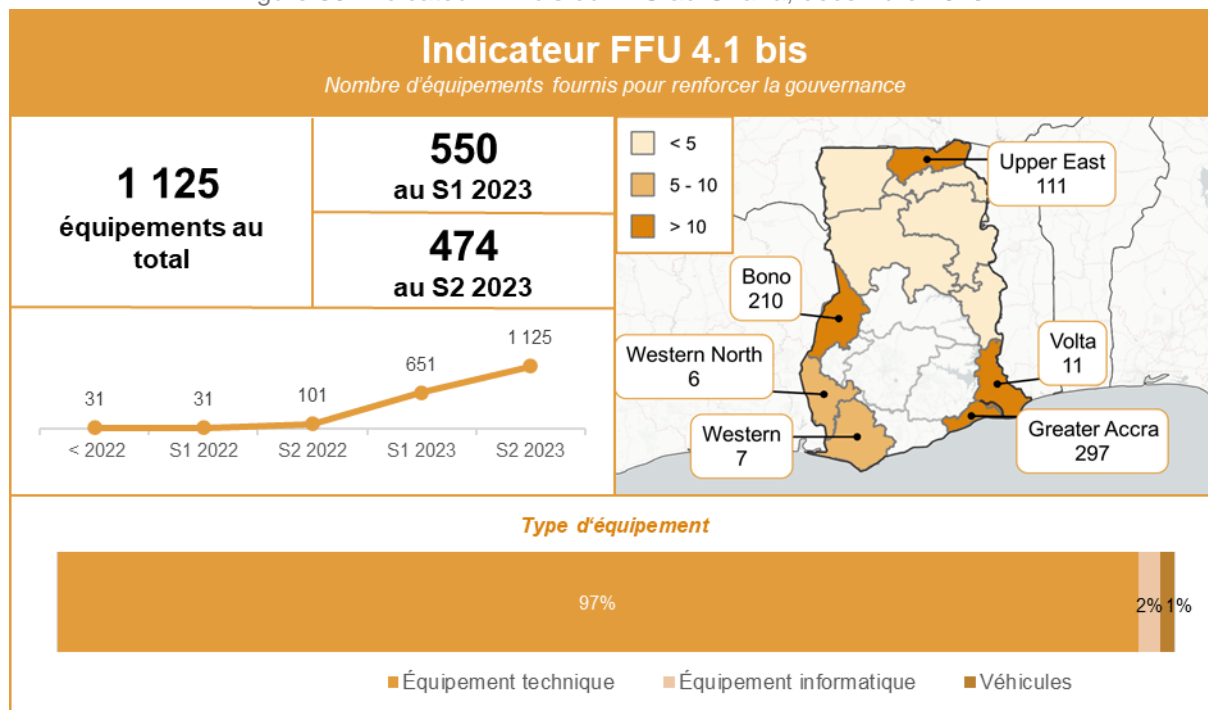 Indicateur FFU 4.1 bis
Nombre d'équipements fournis pour renforcer la gouvernance
1 125
équipements au
total
550
au S1 2023
474
au S2 2023
31
31
101
651
1 125
< 2022
S1 2022
S2 2022
S1 2023
S2 2023
< 5
5 - 10
> 10
Upper East
111
Bono
210
Western North
6
Volta
11
Western
7
Greater Accra
297
Type d'équipement
97%
2%
1%
Équipement technique
Équipement informatique
Véhicules